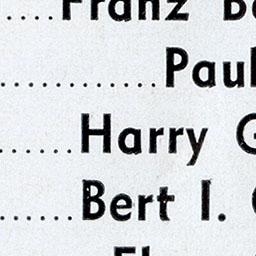 Franz
Paul
Harry G
Bert I.